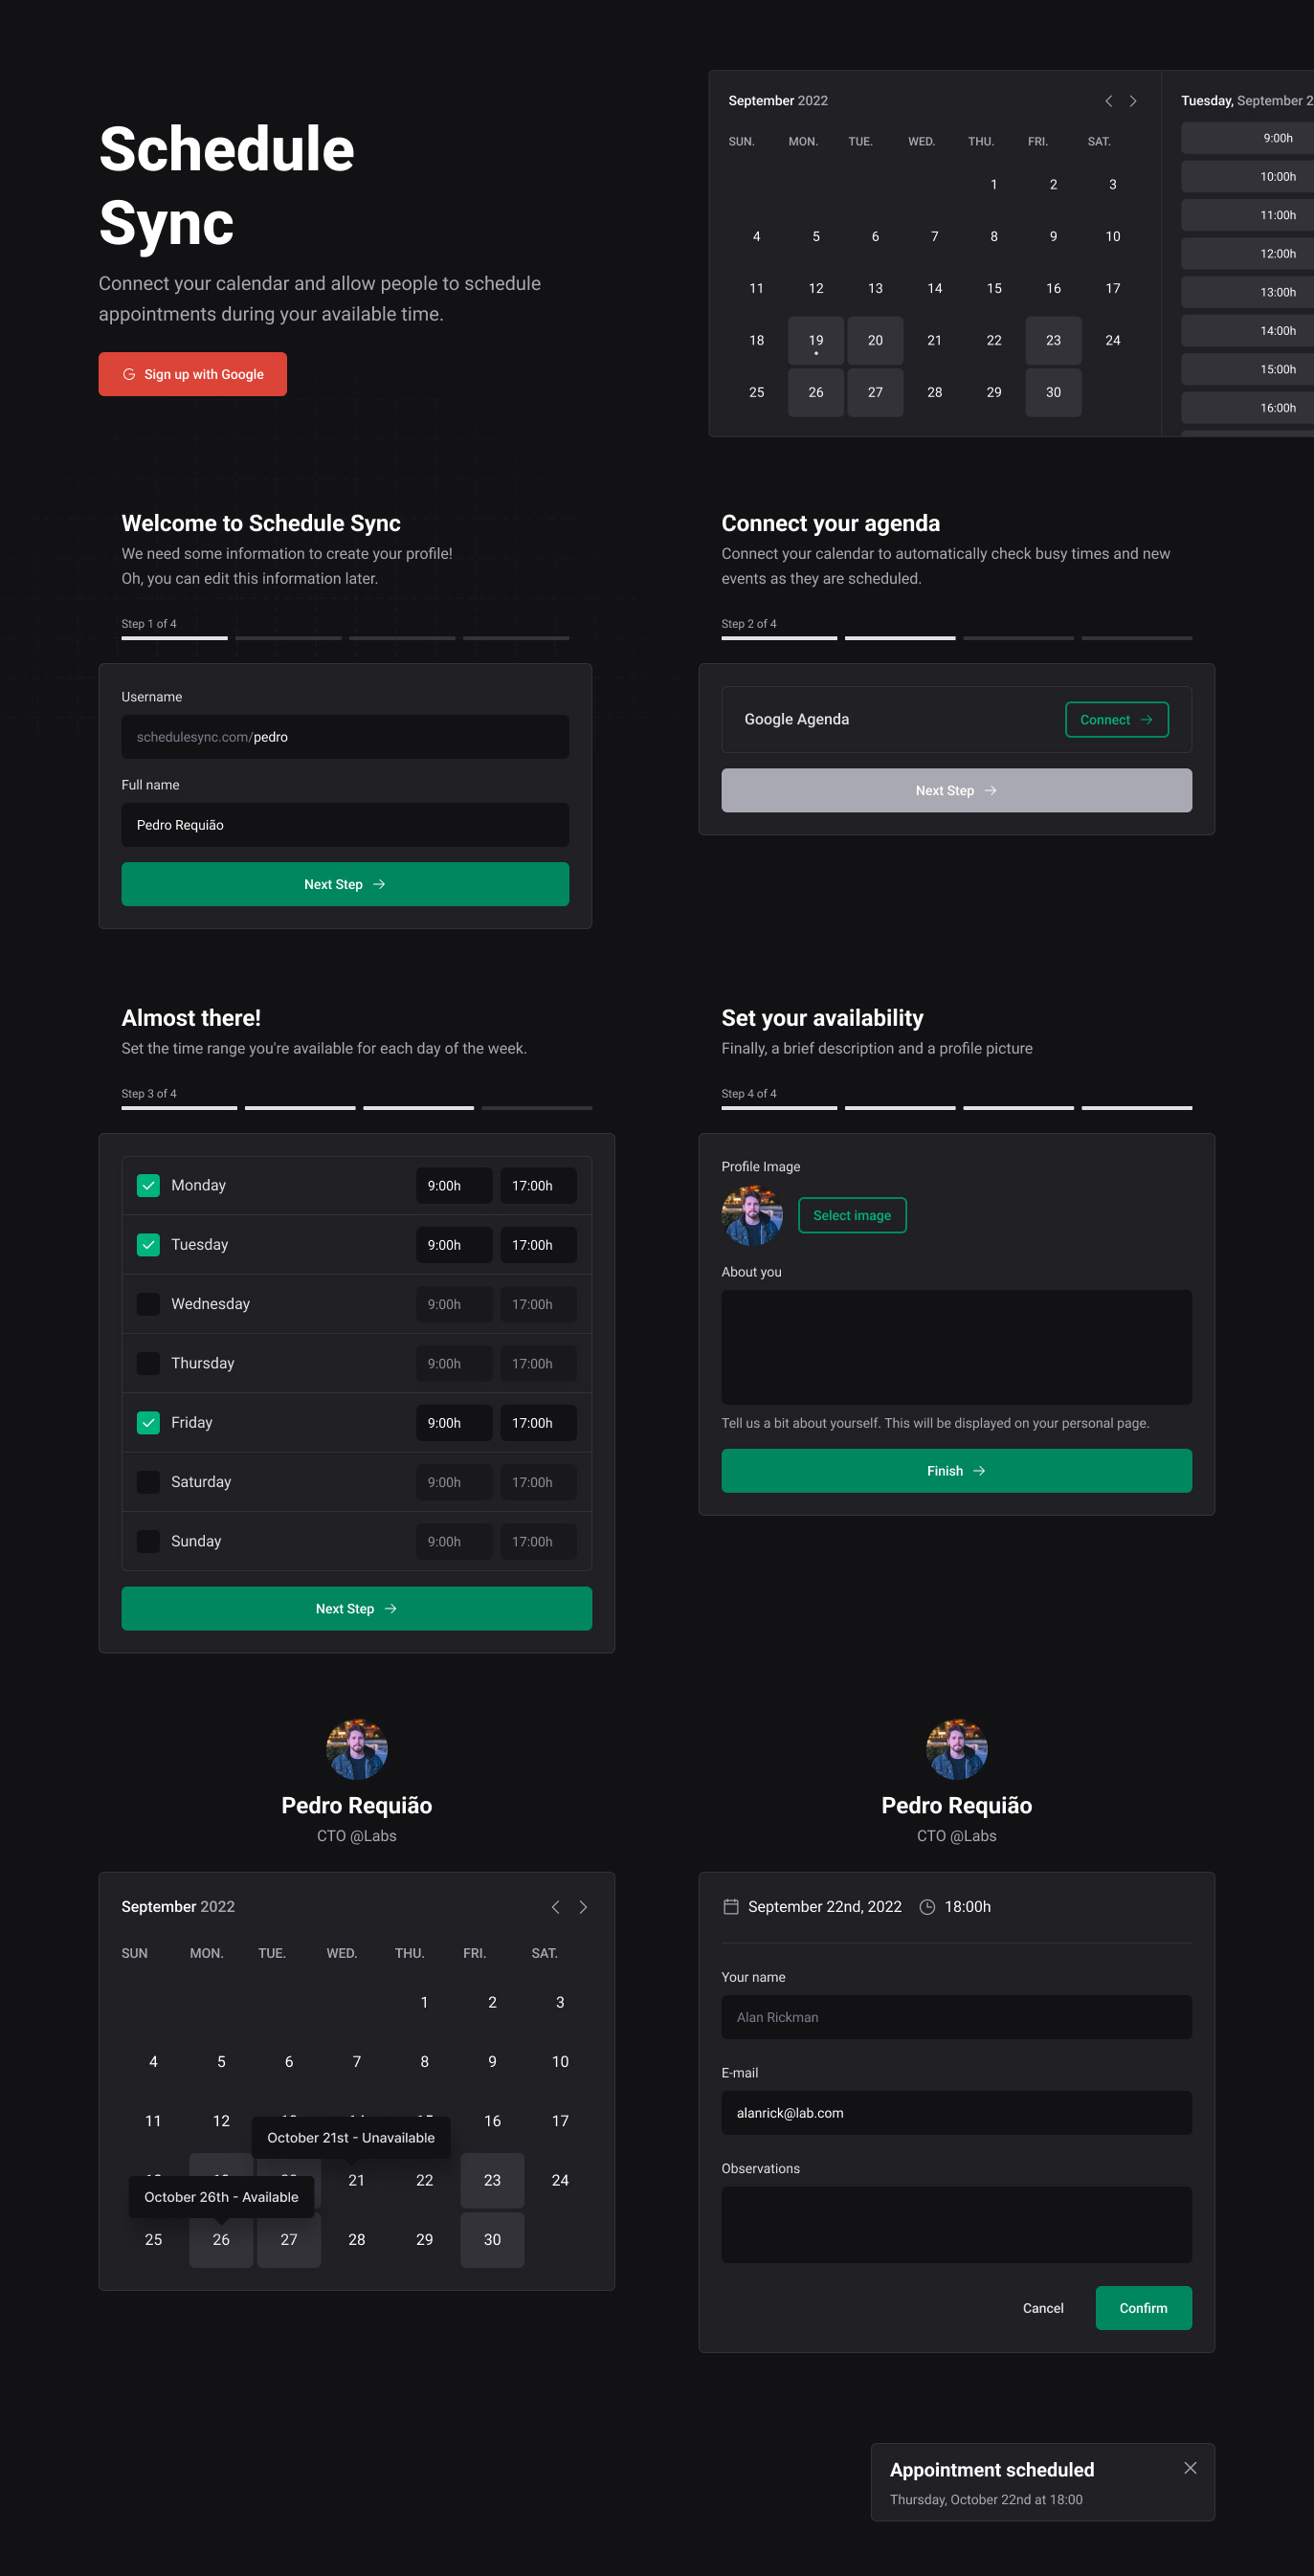 Schedule
Sync
Connect your calendar and allow people to schedule
appointments during your available time.
Sign up with Google
September 2022
SUN. MON. TUE. WED. THU. FRI. SAT.
1 2 3
4 5 6 7 8 9 10
11 12 13 14 15 16 17
18 19 20 21 22 23 24
25 26 27 28 29 30
Tuesday, September 2
9:00h
10:00h
11:00h
12:00h
13:00h
14:00h
15:00h
16:00h
Welcome to Schedule Sync
We need some information to create your profile!
Oh, you can edit this information later.
Step 1 of 4
Username
schedulesync.com/pedro
Full name
Pedro Requião
Next Step
Connect your agenda
Connect your calendar to automatically check busy times and new
events as they are scheduled.
Step 2 of 4
Google Agenda
Connect
Next Step
Almost there!
Set the time range you're available for each day of the week.
Step 3 of 4
Monday 9:00h 17:00h
Tuesday 9:00h 17:00h
Wednesday 9:00h 17:00h
Thursday 9:00h 17:00h
Friday 9:00h 17:00h
Saturday 9:00h 17:00h
Sunday 9:00h 17:00h
Next Step
Set your availability
Finally, a brief description and a profile picture
Step 4 of 4
Profile Image
Select image
About you
Tell us a bit about yourself. This will be displayed on your personal page.
Finish
Pedro Requião
CTO @Labs
September 2022
SUN MON. TUE. WED. THU. FRI. SAT.
1 2 3
4 5 6 7 8 9 10
11 12 16 17
October 21st - Unavailable
21 22 23 24
October 26th - Available
25 26 27 28 29 30
Pedro Requião
CTO @Labs
September 22nd, 2022 18:00h
Your name
Alan Rickman
E-mail
alanrick@lab.com
Observations
Cancel Confirm
Appointment scheduled
Thursday, October 22nd at 18:00